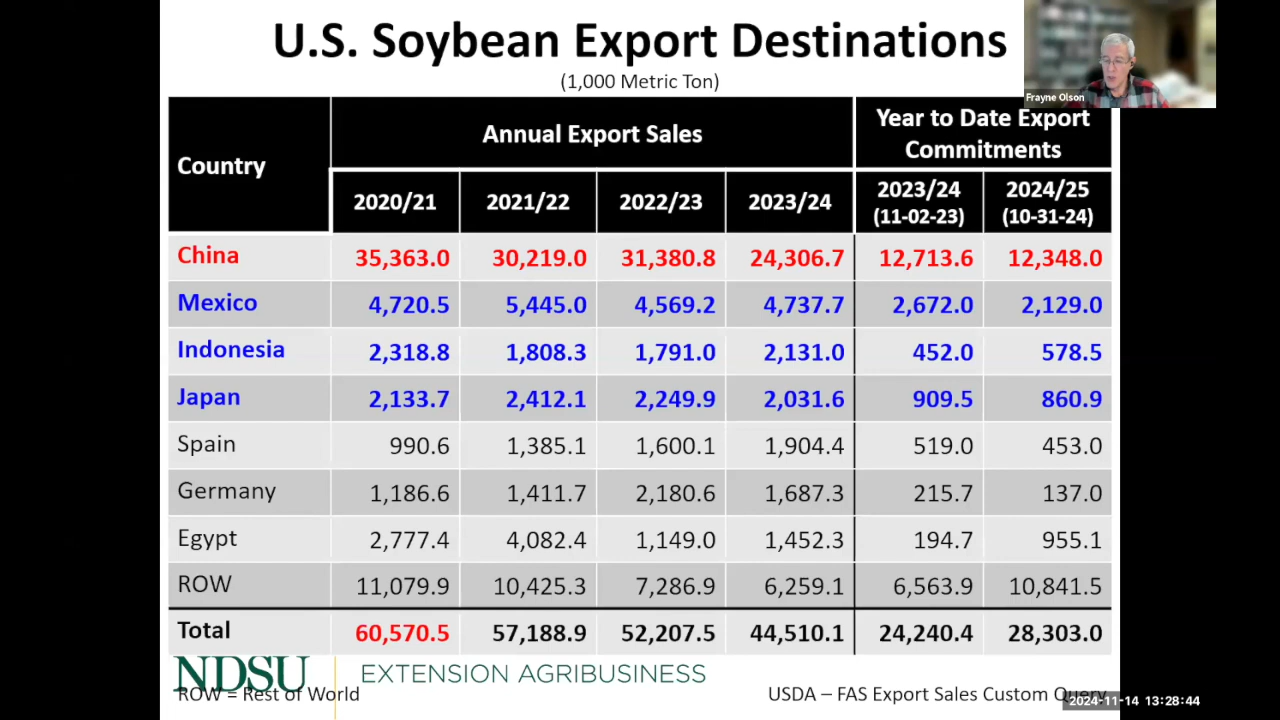 U.S. Soybean Export Destinations
(1,000 Metric Ton)
Frayne Olson
Country
Annual Export Sales
Year to Date Export
Commitments
2020/21 2021/22 2022/23 2023/24 2023/24 2024/25
(11-02-23) (10-31-24)
China 35,363.0 30,219.0 31,380.8 24,306.7 12,713.6 12,348.0
Mexico 4,720.5 5,445.0 4,569.2 4,737.7 2,672.0 2,129.0
Indonesia 2,318.8 1,808.3 1,791.0 2,131.0 452.0 578.5
Japan 2,133.7 2,412.1 2,249.9 2,031.6 909.5 860.9
Spain 990.6 1,385.1 1,600.1 1,904.4 519.0 453.0
Germany 1,186.6 1,411.7 2,180.6 1,687.3 215.7 137.0
Egypt 2,777.4 4,082.4 1,149.0 1,452.3 194.7 955.1
ROW 11,079.9 10,425.3 7,286.9 6,259.1 6,563.9 10,841.5
Total 60,570.5 57,188.9 52,207.5 44,510.1 24,240.4 28,303.0
NDSU EXTENSION AGRIBUSINESS
ROW = Rest of World
USDA – FAS Export Sales Custom Query
2024-11-14 13:28:44